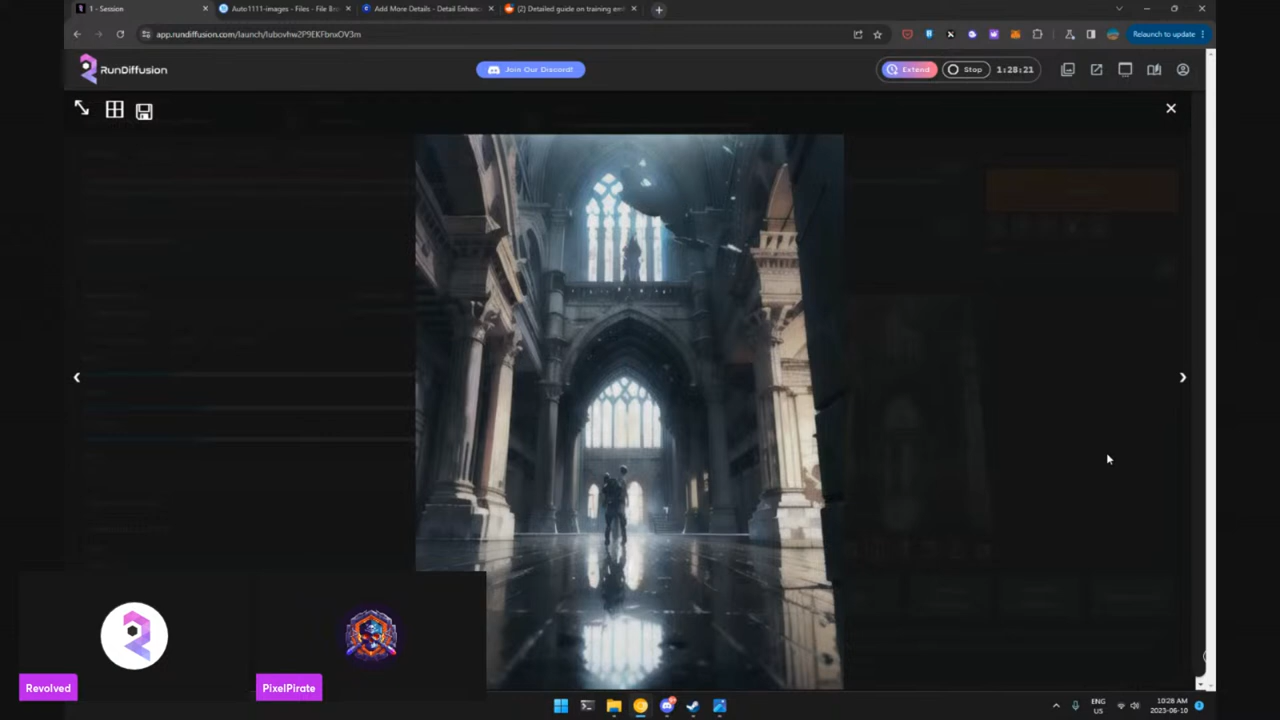 1 - Session
Auto1111-images - Files - File Bro
Add More Details - Detail Enhanc
(2) Detailed guide on training em
app.rundiffusion.com/launch/lubovhw2P9EKFbnxOV3m
Relaunch to update
RunDiffusion
Join Our Discord!
Extend
Stop
1:28:21
Revolved
PixelPirate
ENG
US
10:28 AM
2023-06-10